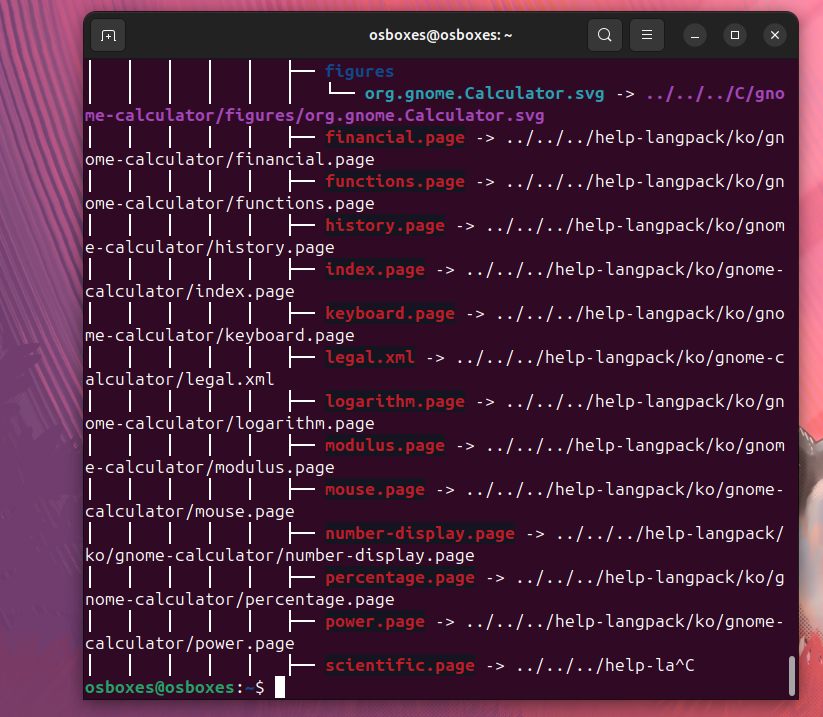 osboxes@osboxes: ~
│ │ │ │ │ ├── figures
│ │ │ │ │ │ └── org.gnome.Calculator.svg -> ../../../C/gno
me-calculator/figures/org.gnome.Calculator.svg
│ │ │ │ │ ├── financial.page -> ../../../help-langpack/ko/gn
ome-calculator/financial.page
│ │ │ │ │ ├── functions.page -> ../../../help-langpack/ko/gn
ome-calculator/functions.page
│ │ │ │ │ ├── history.page -> ../../../help-langpack/ko/gnom
e-calculator/history.page
│ │ │ │ │ ├── index.page -> ../../../help-langpack/ko/gnome-
calculator/index.page
│ │ │ │ │ ├── keyboard.page -> ../../../help-langpack/ko/gno
me-calculator/keyboard.page
│ │ │ │ │ ├── legal.xml -> ../../../help-langpack/ko/gnome-c
alculator/legal.xml
│ │ │ │ │ ├── logarithm.page -> ../../../help-langpack/ko/gn
ome-calculator/logarithm.page
│ │ │ │ │ ├── modulus.page -> ../../../help-langpack/ko/gnom
e-calculator/modulus.page
│ │ │ │ │ ├── mouse.page -> ../../../help-langpack/ko/gnome-
calculator/mouse.page
│ │ │ │ │ ├── number-display.page -> ../../../help-langpack/
ko/gnome-calculator/number-display.page
│ │ │ │ │ ├── percentage.page -> ../../../help-langpack/ko/g
nome-calculator/percentage.page
│ │ │ │ │ ├── power.page -> ../../../help-langpack/ko/gnome-
calculator/power.page
│ │ │ │ │ ├── scientific.page -> ../../../help-la^C
osboxes@osboxes:~$